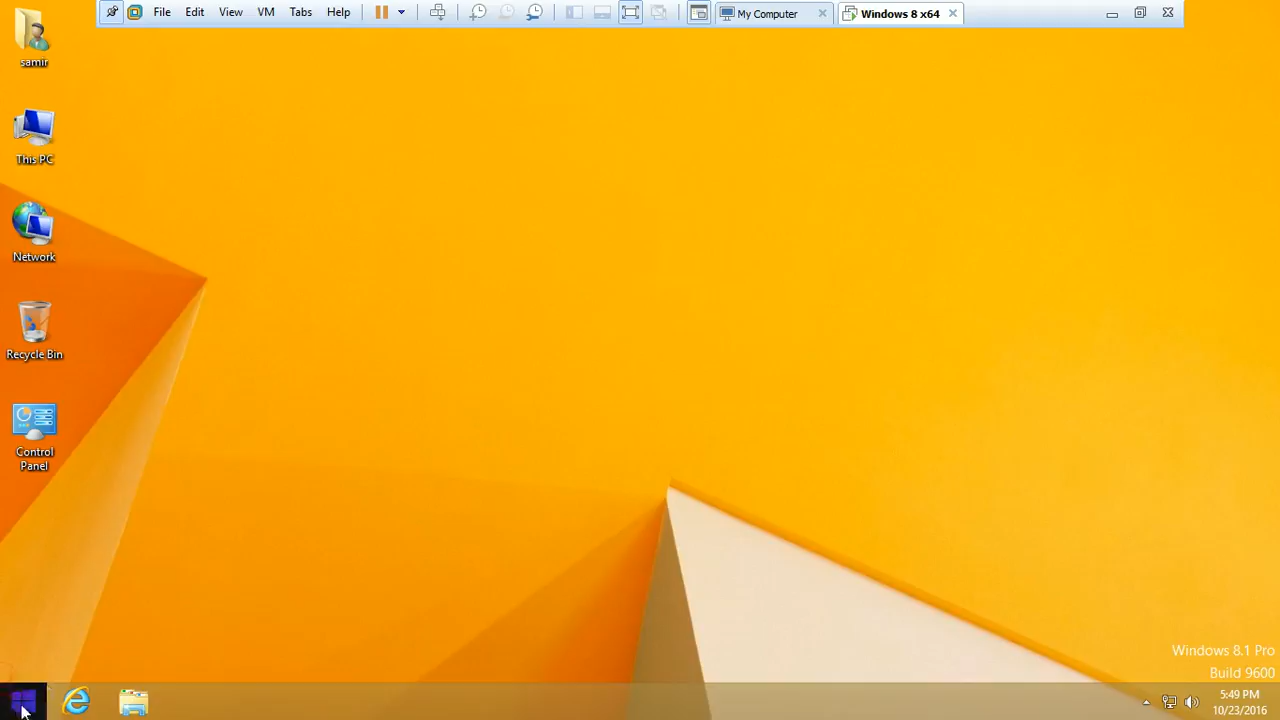 File Edit View VM Tabs Help My Computer Windows 8 x64
samir
This PC
Network
Recycle Bin
Control
Panel
Windows 8.1 Pro
Build 9600
5:49 PM
10/23/2016